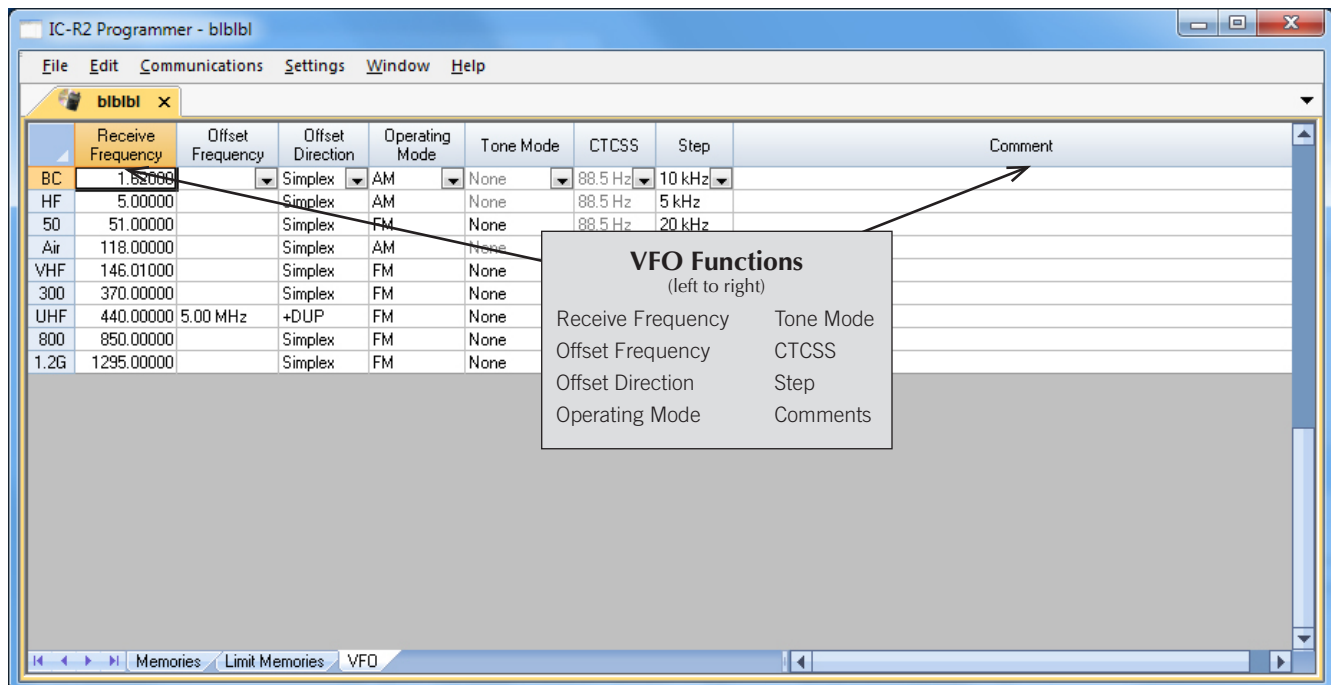 IC-R2 Programmer - blblbl
File Edit Communications Settings Window Help
blblbl
Receive Frequency Offset Frequency Offset Direction Operating Mode Tone Mode CTCSS Step Comment
BC 1.62000 Simplex AM None 88.5 Hz 10 kHz
HF 5.00000 Simplex AM None 88.5 Hz 5 kHz
50 51.00000 Simplex FM None 88.5 Hz 20 kHz
Air 118.00000 Simplex AM None
VHF 146.01000 Simplex FM None
300 370.00000 Simplex FM None
UHF 440.00000 5.00 MHz +DUP FM None
800 850.00000 Simplex FM None
1.2G 1295.00000 Simplex FM None
VFO Functions
(left to right)
Receive Frequency Tone Mode
Offset Frequency CTCSS
Offset Direction Step
Operating Mode Comments
Memories Limit Memories VFO